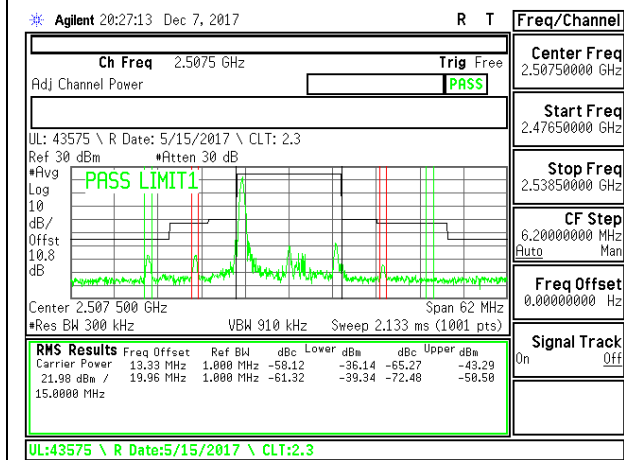 Agilent 20:27:13 Dec 7, 2017 R T
Freq/Channel
Ch Freq 2.5075 GHz Trig Free
Adj Channel Power PASS
Center Freq
2.50750000 GHz
Start Freq
2.47650000 GHz
Stop Freq
2.53850000 GHz
CF Step
6.20000000 MHz
Auto Man
Freq Offset
0.00000000 Hz
Signal Track
On Off
UL: 43575 \ R Date: 5/15/2017 \ CLT: 2.3
Ref 30 dBm #Atten 30 dB
#Avg
Log
10
dB/
Offst
10.8
dB
PASS LIMIT1
Center 2.507 500 GHz Span 62 MHz
#Res BW 300 kHz VBW 910 kHz Sweep 2.133 ms (1001 pts)
RMS Results Freq Offset Ref BW dBc Lower dBm dBc Upper dBm
Carrier Power 13.33 MHz 1.000 MHz -58.12 -36.14 -65.27 -43.29
21.98 dBm / 19.96 MHz 1.000 MHz -61.32 -39.34 -72.48 -50.50
15.0000 MHz
UL:43575 \ R Date:5/15/2017 \ CLT:2.3